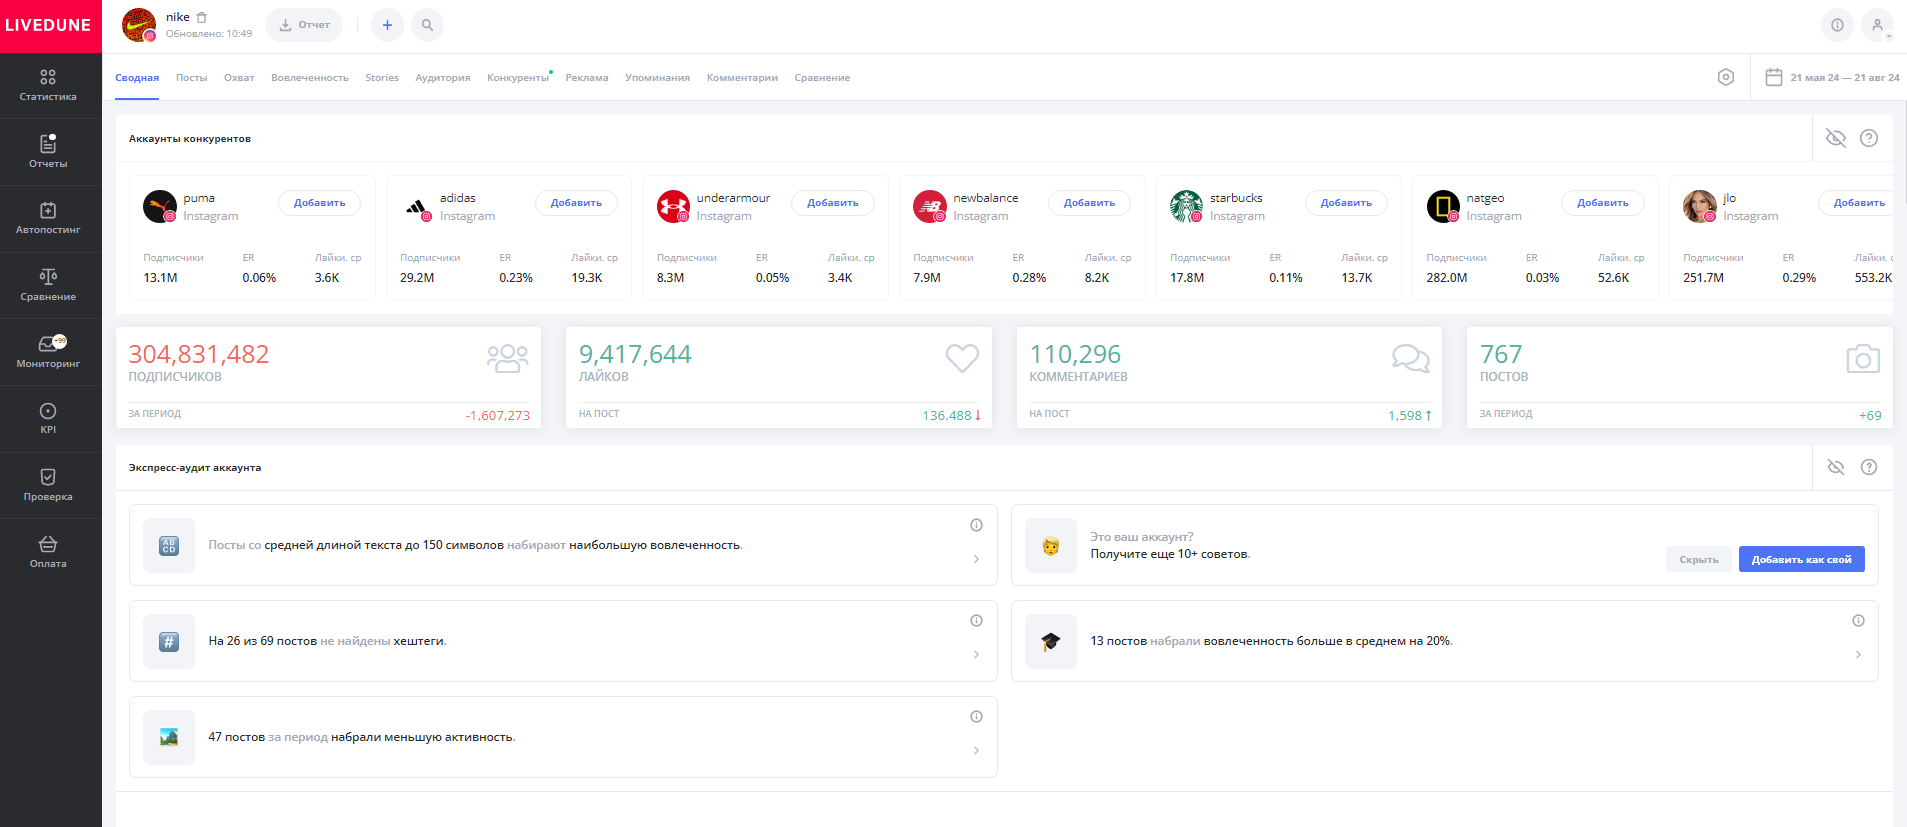 LIVEDUNE
nike
Обновлено: 10:49
Отчет
Сводная
Посты
Охват
Вовлеченность
Stories
Аудитория
Конкуренты
Реклама
Упоминания
Комментарии
Сравнение
21 мая 24 — 21 авг 24
Статистика
Отчеты
Автопостинг
Сравнение
+99
Мониторинг
KPI
Проверка
Оплата
Аккаунты конкурентов
puma
Instagram
Добавить
Подписчики ER Лайки. ср
13.1M 0.06% 3.6K
adidas
Instagram
Добавить
Подписчики ER Лайки. ср
29.2M 0.23% 19.3K
underarmour
Instagram
Добавить
Подписчики ER Лайки. ср
8.3M 0.05% 3.4K
newbalance
Instagram
Добавить
Подписчики ER Лайки. ср
7.9M 0.28% 8.2K
starbucks
Instagram
Добавить
Подписчики ER Лайки. ср
17.8M 0.11% 13.7K
natgeo
Instagram
Добавить
Подписчики ER Лайки. ср
282.0M 0.03% 52.6K
jlo
Instagram
Добавить
Подписчики ER Лайки.
251.7M 0.29% 553.2K
304,831,482
ПОДПИСЧИКОВ
ЗА ПЕРИОД -1,607,273
9,417,644
ЛАЙКОВ
НА ПОСТ 136,488 ↓
110,296
КОММЕНТАРИЕВ
НА ПОСТ 1,598 ↑
767
ПОСТОВ
ЗА ПЕРИОД +69
Экспресс-аудит аккаунта
ABCD
Посты со средней длиной текста до 150 символов набирают наибольшую вовлеченность.
Это ваш аккаунт?
Получите еще 10+ советов.
Скрыть
Добавить как свой
#
На 26 из 69 постов не найдены хештеги.
13 постов набрали вовлеченность больше в среднем на 20%.
47 постов за период набрали меньшую активность.